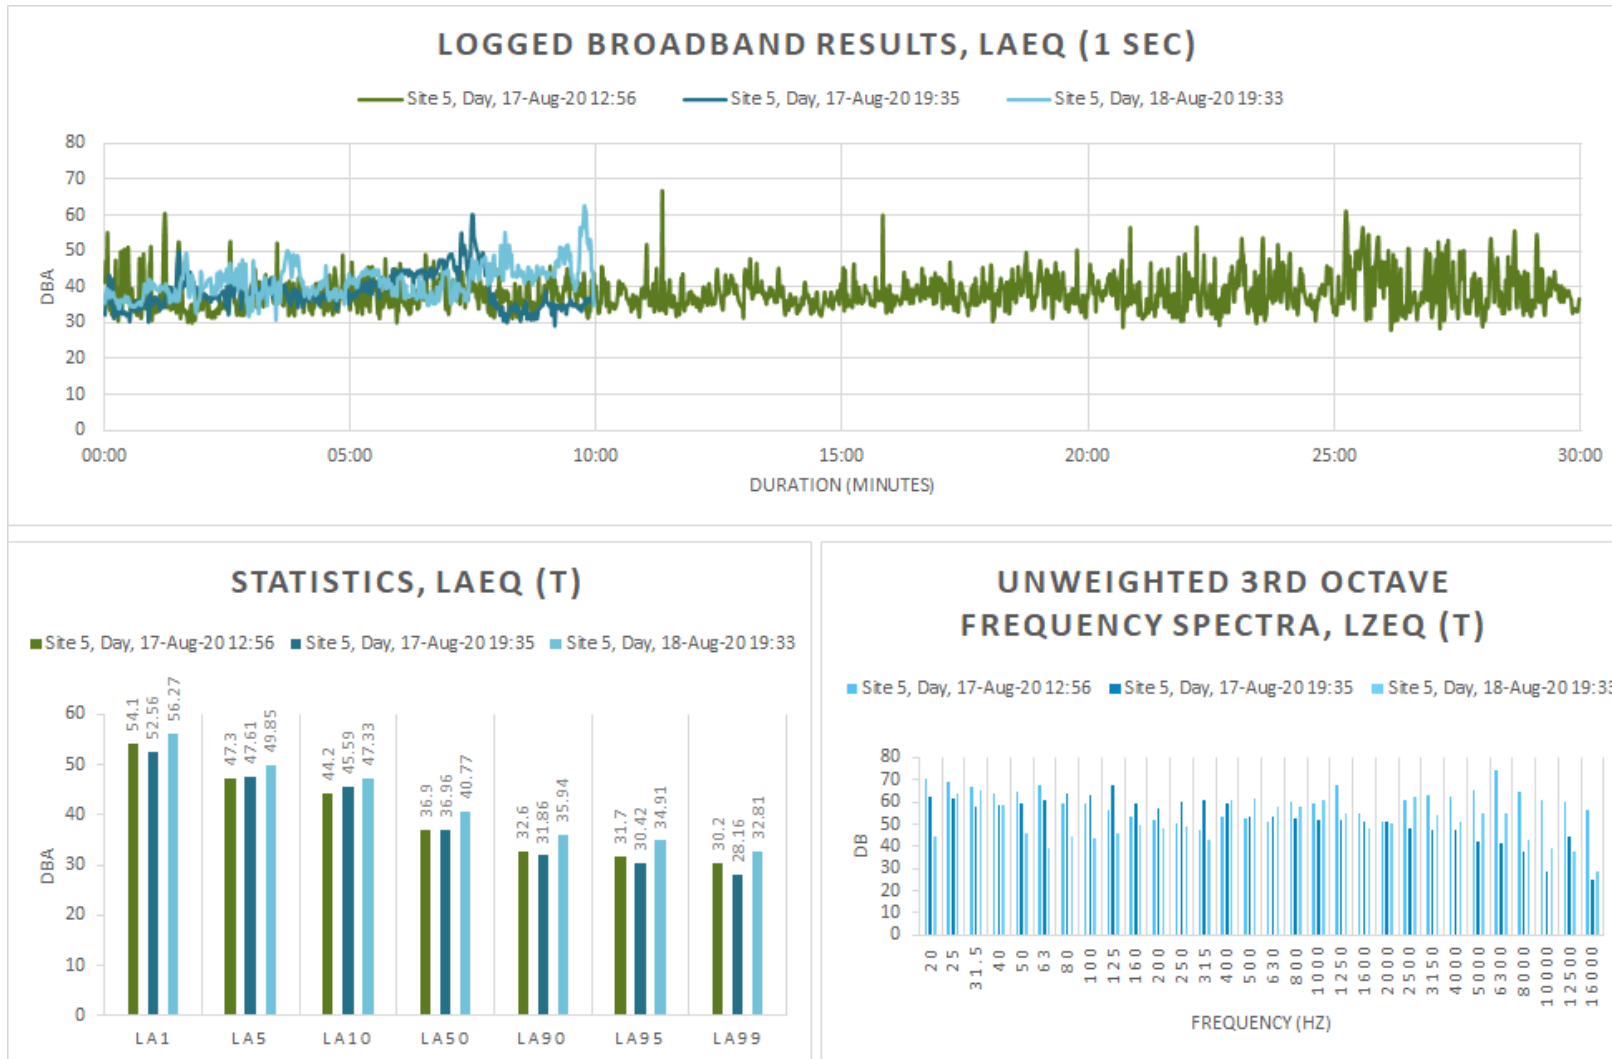 LOGGED BROADBAND RESULTS, LAEQ (1 SEC)
Site 5, Day, 17-Aug-20 12:56 Site 5, Day, 17-Aug-20 19:35 Site 5, Day, 18-Aug-20 19:33
80
70
60
50
40
30
20
10
0
DBA
00:00 05:00 10:00 15:00 20:00 25:00 30:00
DURATION (MINUTES)
STATISTICS, LAEQ (T)
Site 5, Day, 17-Aug-20 12:56 Site 5, Day, 17-Aug-20 19:35 Site 5, Day, 18-Aug-20 19:33
60
50
40
30
20
10
0
DBA
54.1 52.56 56.27
47.3 47.61 49.85
44.2 45.59 47.33
36.9 36.96 40.77
32.6 31.86 35.94
31.7 30.42 34.91
30.2 28.16 32.81
LA1 LA5 LA10 LA50 LA90 LA95 LA99
UNWEIGHTED 3RD OCTAVE
FREQUENCY SPECTRA, LZEQ (T)
Site 5, Day, 17-Aug-20 12:56 Site 5, Day, 17-Aug-20 19:35 Site 5, Day, 18-Aug-20 19:33
80
70
60
50
40
30
20
10
0
DB
20 25 31.5 40 50 63 80 100 125 160 200 250 315 400 500 630 800 1000 1250 1600 2000 2500 3150 4000 5000 6300 8000 10000 12500 16000
FREQUENCY (HZ)